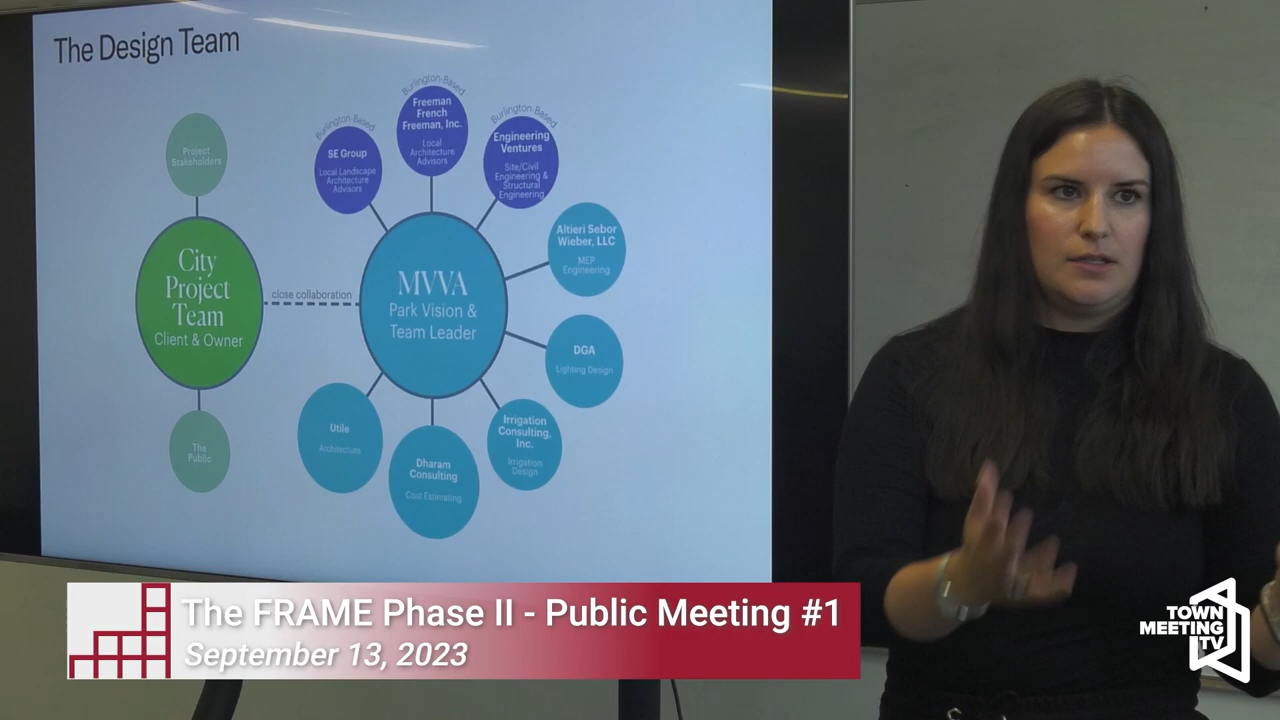 The Design Team
Project
Stakeholders
City
Project
Team
Client & Owner
The
Public
close collaboration
Burlington-Based
SE Group
Local Landscape
Architecture
Advisors
Burlington-Based
Freeman
French
Freeman, Inc.
Local
Architecture
Advisors
Burlington-Based
Engineering
Ventures
Site/Civil
Engineering &
Structural
Engineering
MVVA
Park Vision &
Team Leader
Altieri Sebor
Wieber, LLC
MEP
Engineering
DGA
Lighting Design
Irrigation
Consulting,
Inc.
Irrigation
Design
Dharam
Consulting
Cost Estimating
Utile
Architecture
The FRAME Phase II - Public Meeting #1
September 13, 2023
TOWN
MEETING
TV